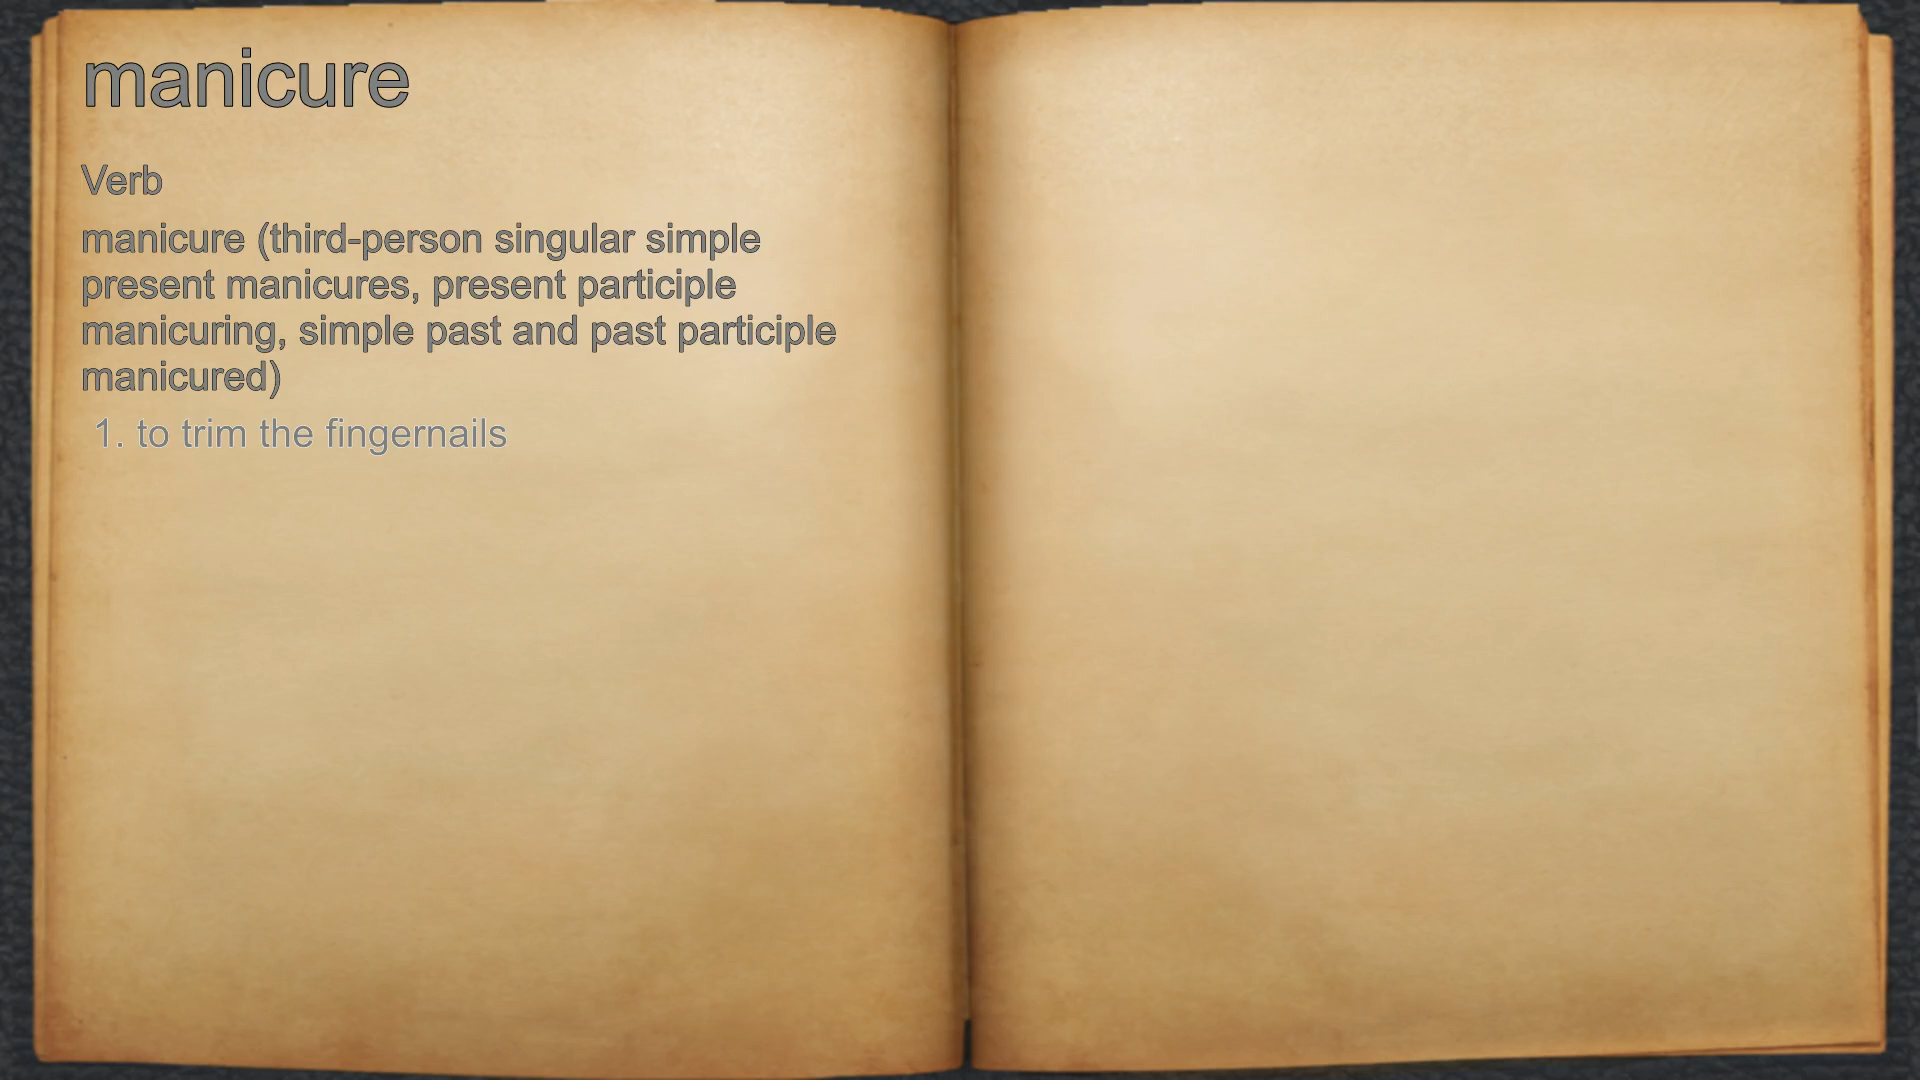 manicure
Verb
manicure (third-person singular simple
present manicures, present participle
manicuring, simple past and past participle
manicured)
1. to trim the fingernails